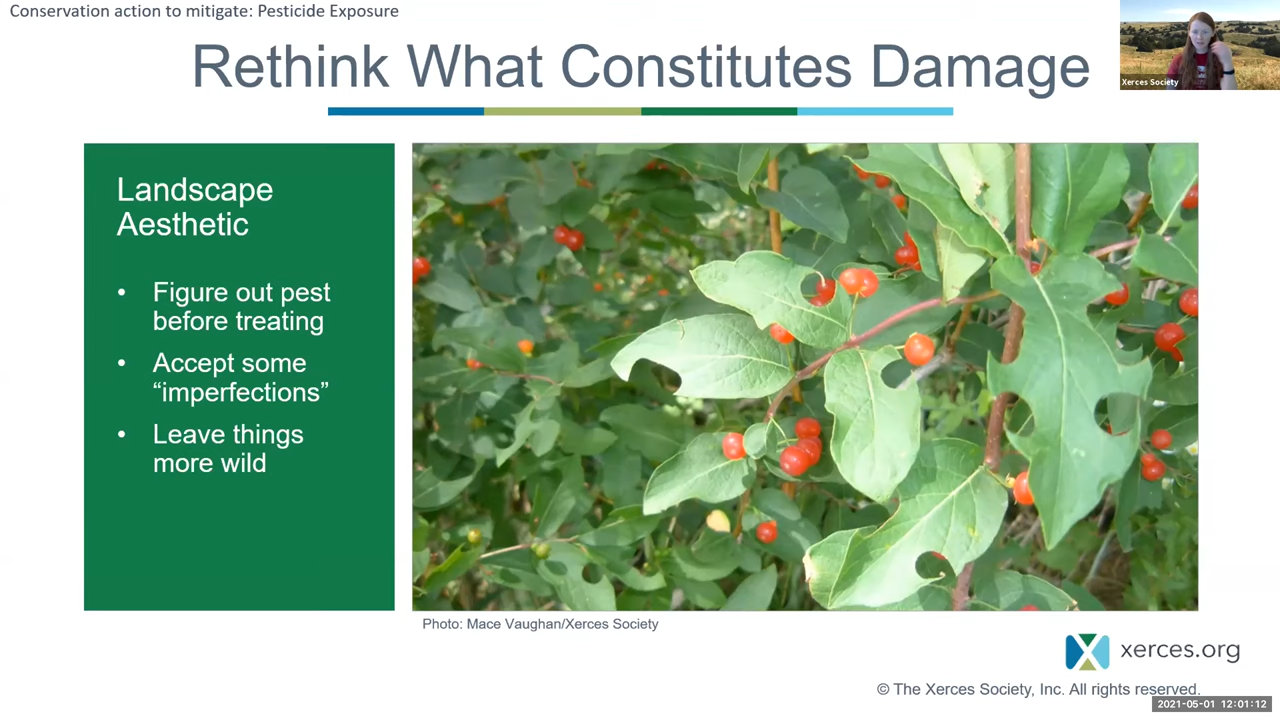 Conservation action to mitigate: Pesticide Exposure
Rethink What Constitutes Damage
Xerces Society
Landscape
Aesthetic
• Figure out pest
before treating
• Accept some
“imperfections”
• Leave things
more wild
Photo: Mace Vaughan/Xerces Society
xerces.org
© The Xerces Society, Inc. All rights reserved.
2021-05-01 12:01:12